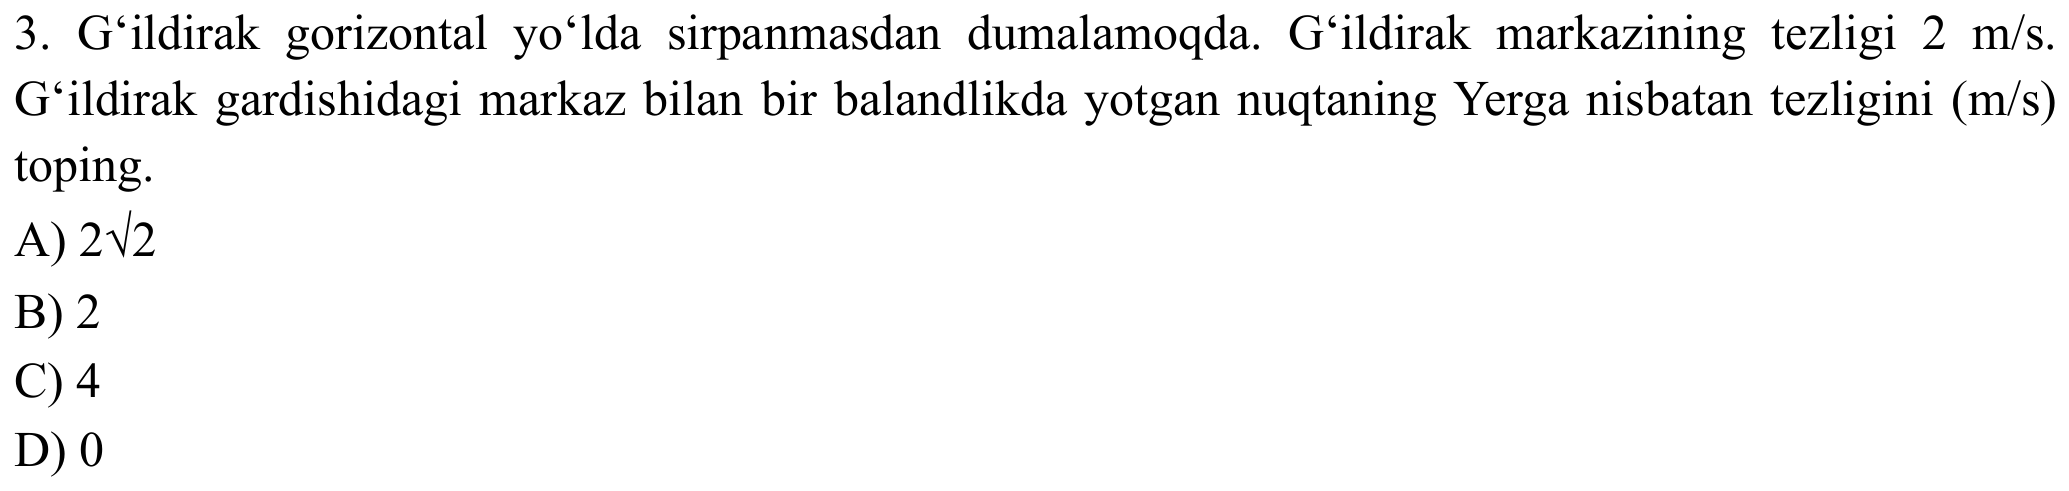 3. G‘ildirak gorizontal yo‘lda sirpanmasdan dumalamoqda. G‘ildirak markazining tezligi 2 m/s.
G‘ildirak gardishidagi markaz bilan bir balandlikda yotgan nuqtaning Yerga nisbatan tezligini (m/s)
toping.
A) 2√2
B) 2
C) 4
D) 0